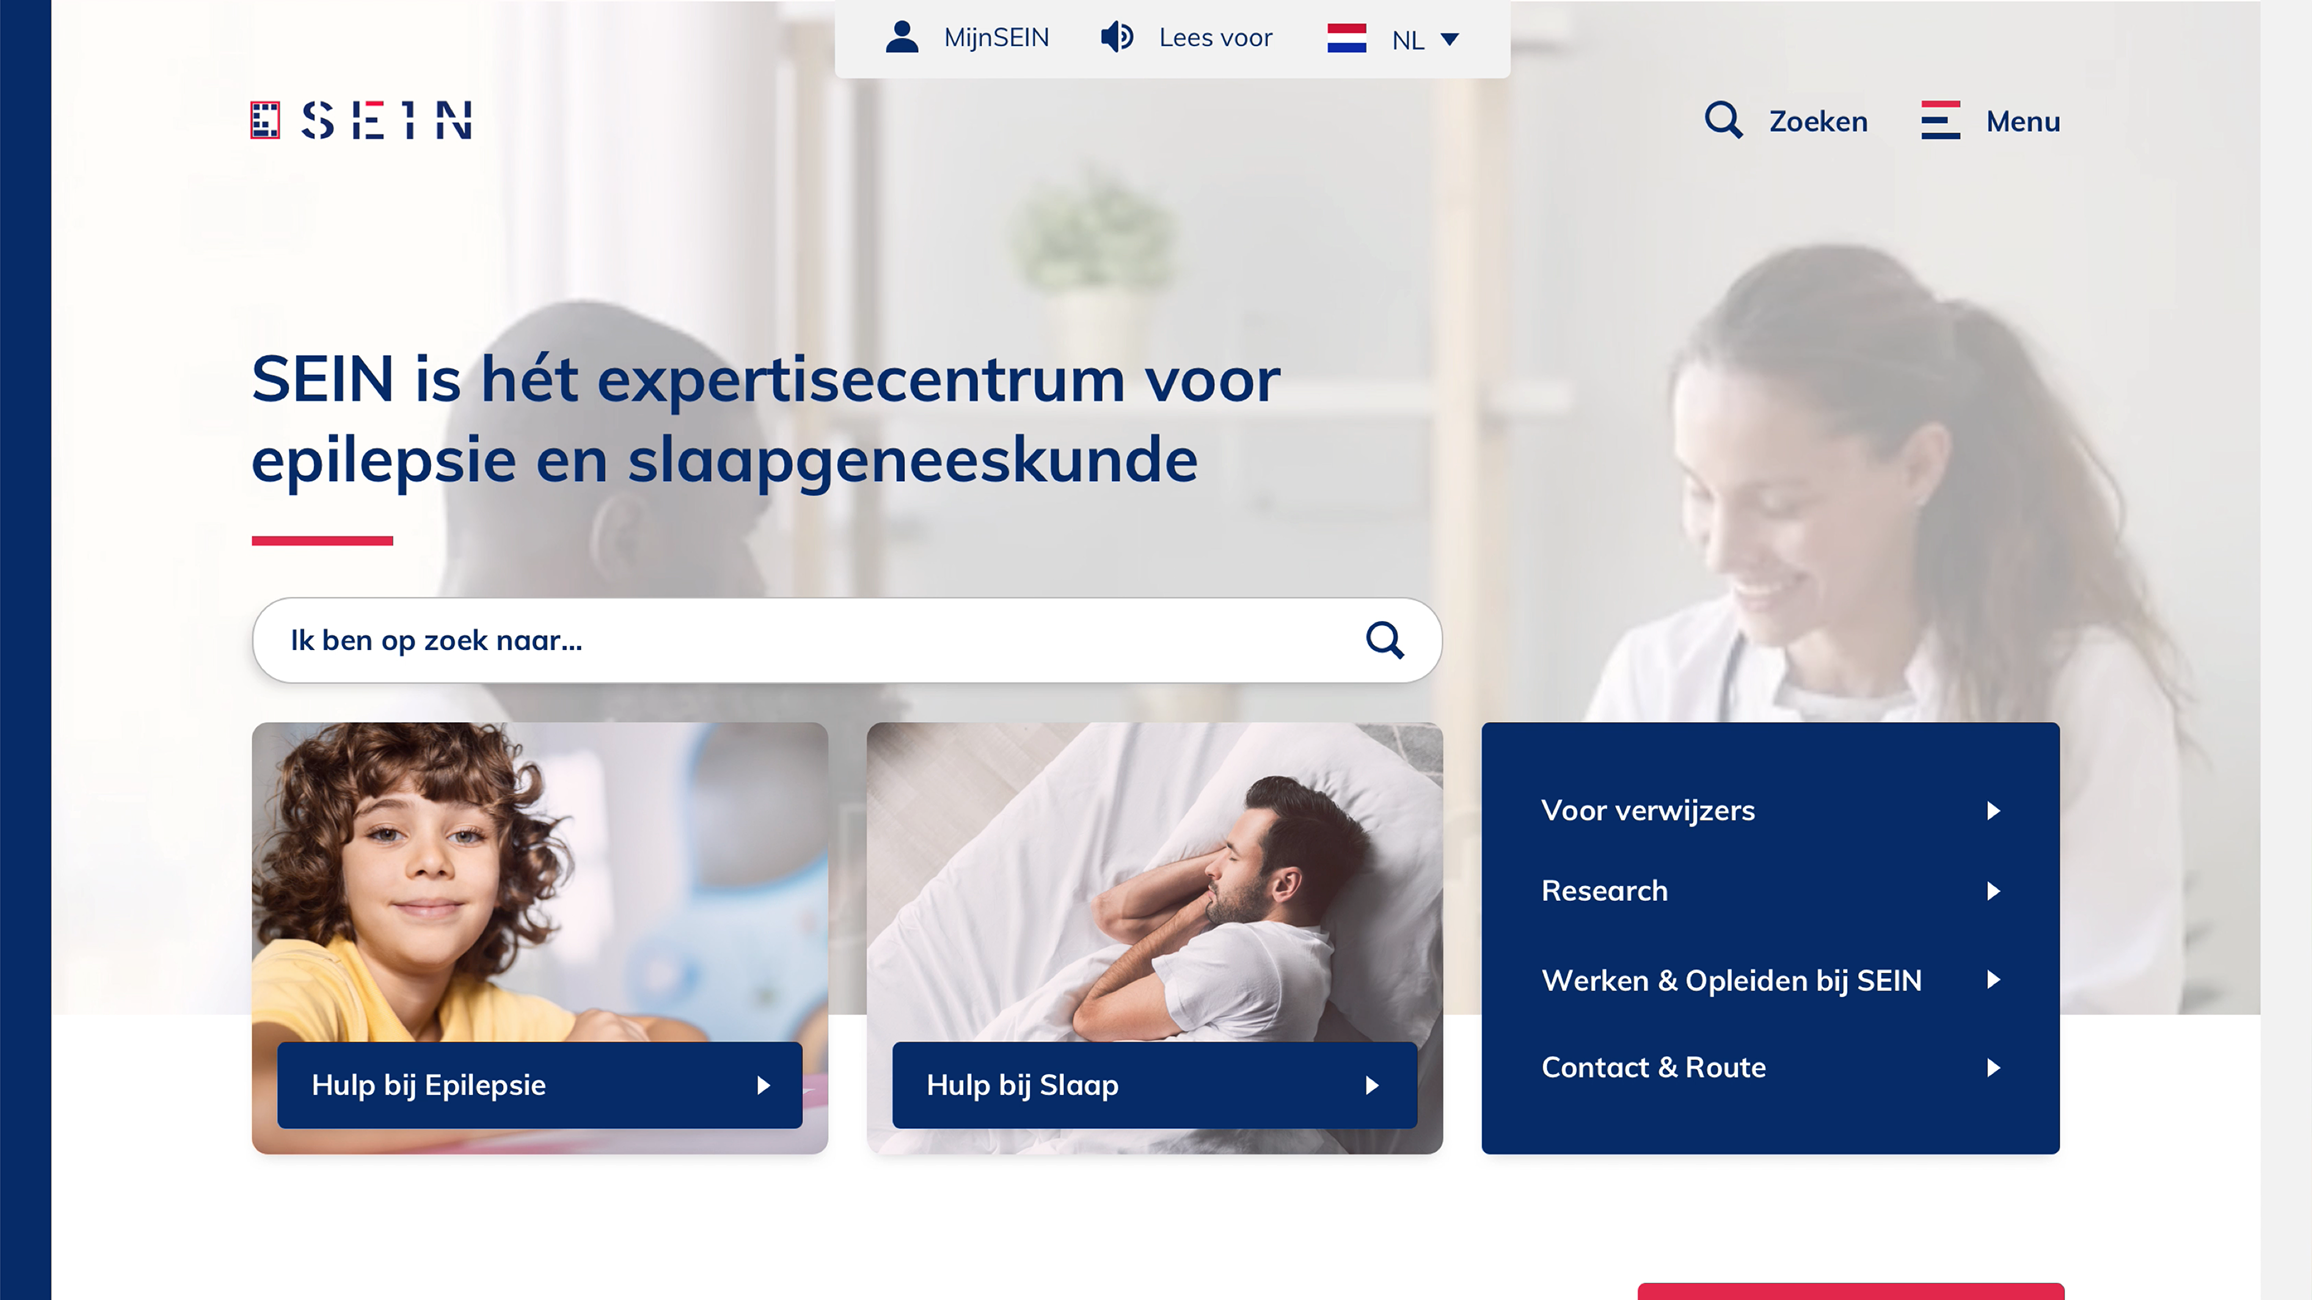 MijnSEIN
Lees voor
NL
SEIN
Zoeken
Menu
SEIN is hét expertisecentrum voor
epilepsie en slaapgeneeskunde
Ik ben op zoek naar...
Hulp bij Epilepsie
Hulp bij Slaap
Voor verwijzers
Research
Werken & Opleiden bij SEIN
Contact & Route